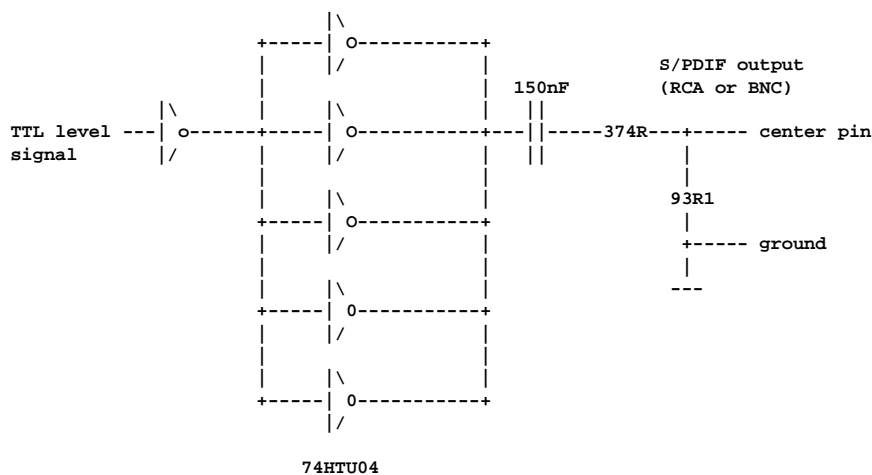 S/PDIF output
150nF (RCA or BNC)
TTL level 374R center pin
signal
93R1
ground
74HTU04